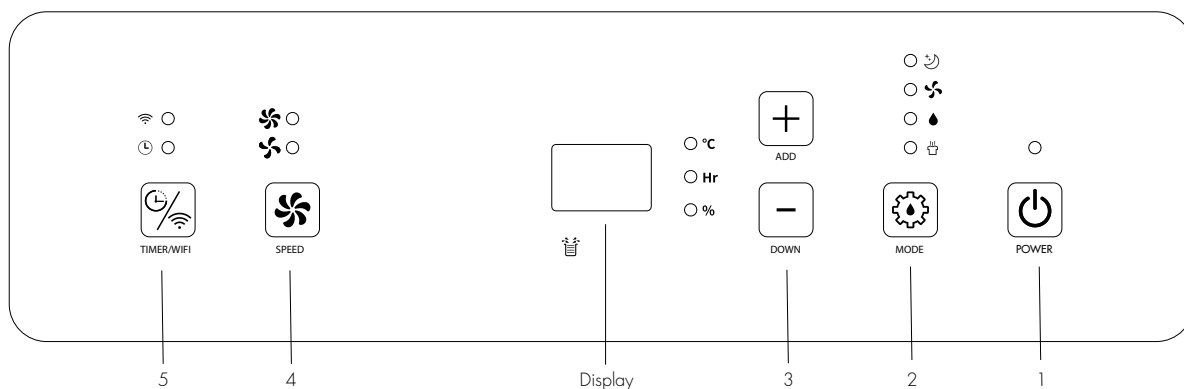 °C
ADD
Hr
%
TIMER/WIFI
SPEED
DOWN
MODE
POWER
5
4
Display
3
2
1